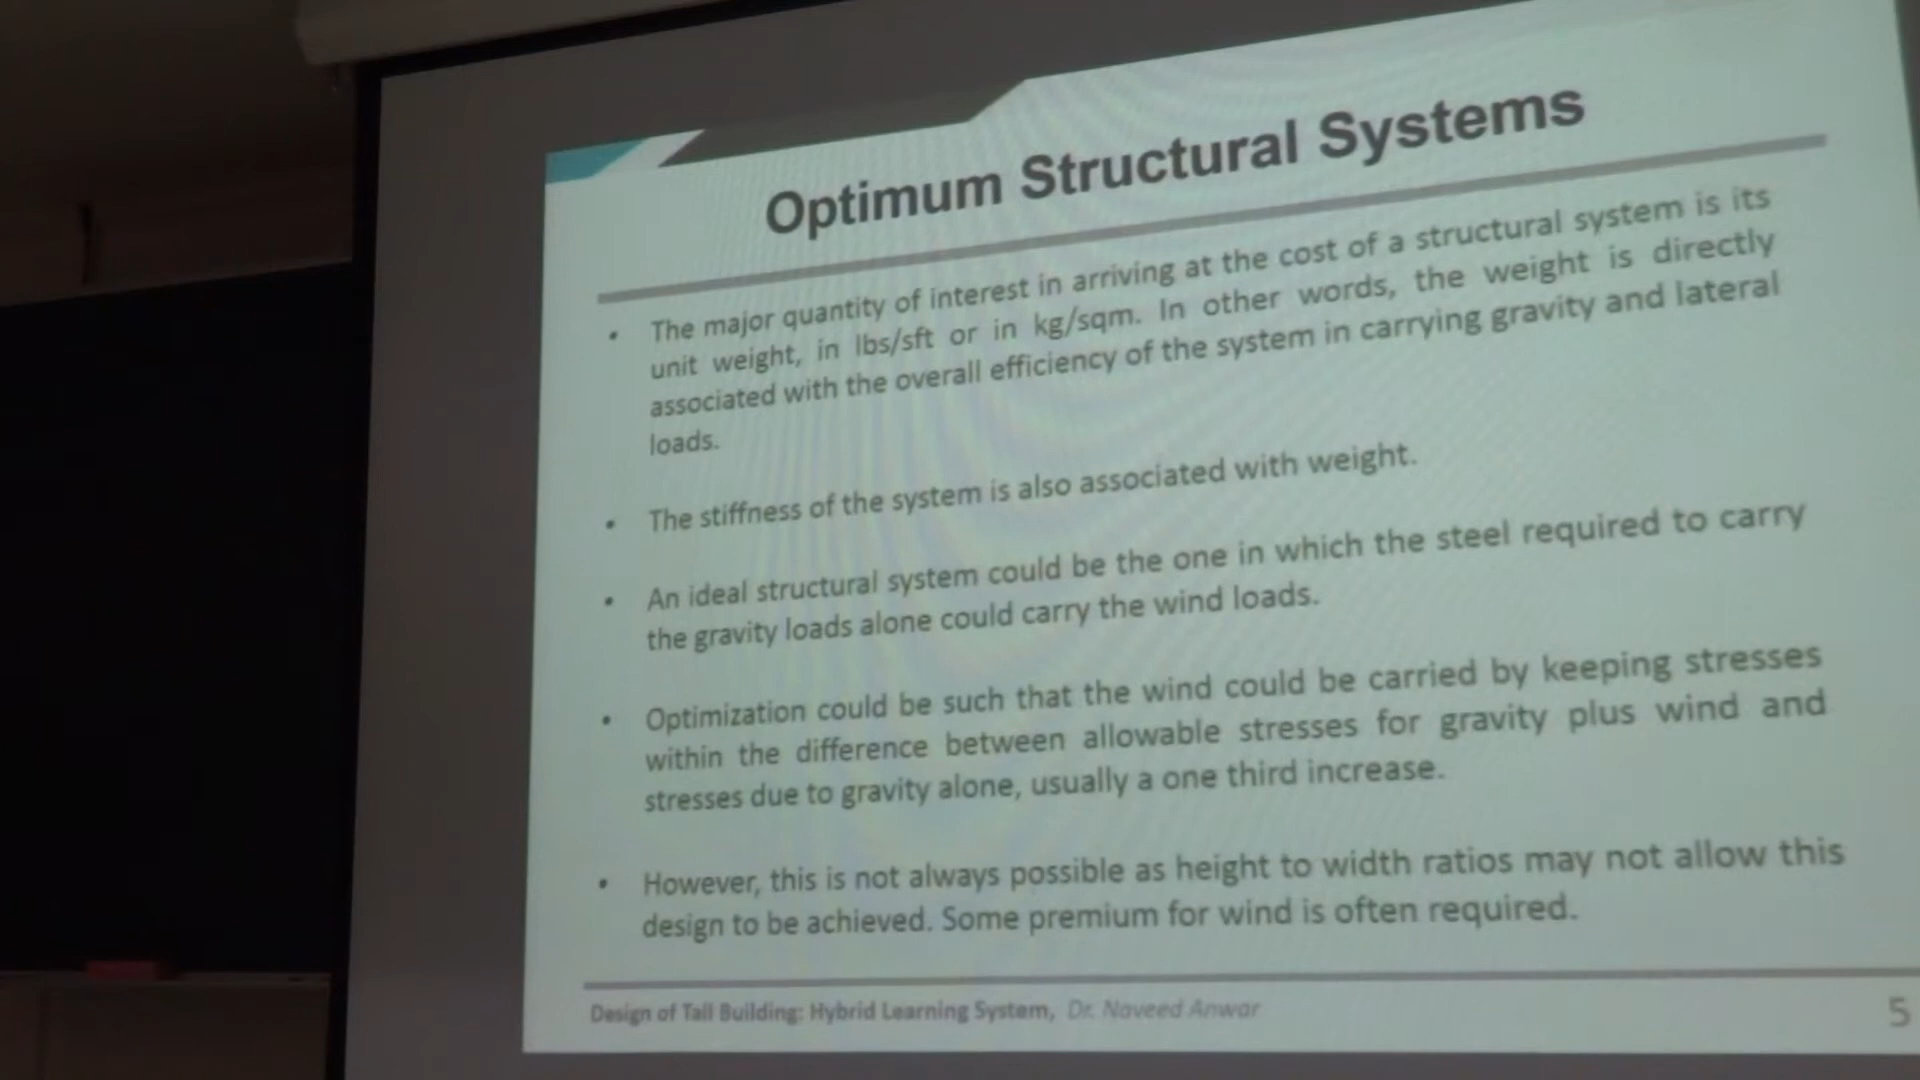 Optimum Structural Systems
• The major quantity of interest in arriving at the cost of a structural system is its
unit weight, in lbs/sft or in kg/sqm. In other words, the weight is directly
associated with the overall efficiency of the system in carrying gravity and lateral
loads.
• The stiffness of the system is also associated with weight.
• An ideal structural system could be the one in which the steel required to carry
the gravity loads alone could carry the wind loads.
• Optimization could be such that the wind could be carried by keeping stresses
within the difference between allowable stresses for gravity plus wind and
stresses due to gravity alone, usually a one third increase.
• However, this is not always possible as height to width ratios may not allow this
design to be achieved. Some premium for wind is often required.
Design of Tall Building: Hybrid Learning System, Dr. Naveed Anwar
5